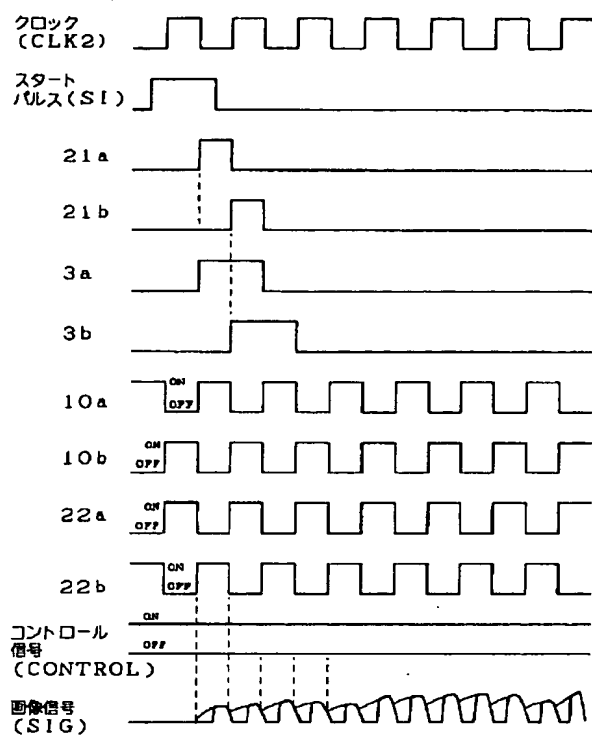 クロック
(CLK2)
スタート
パルス(SI)
21a
21b
3a
3b
10a
ON
OFF
10b
ON
OFF
22a
ON
OFF
22b
ON
OFF
コントロール
信号
(CONTROL)
ON
OFF
画像信号
(SIG)